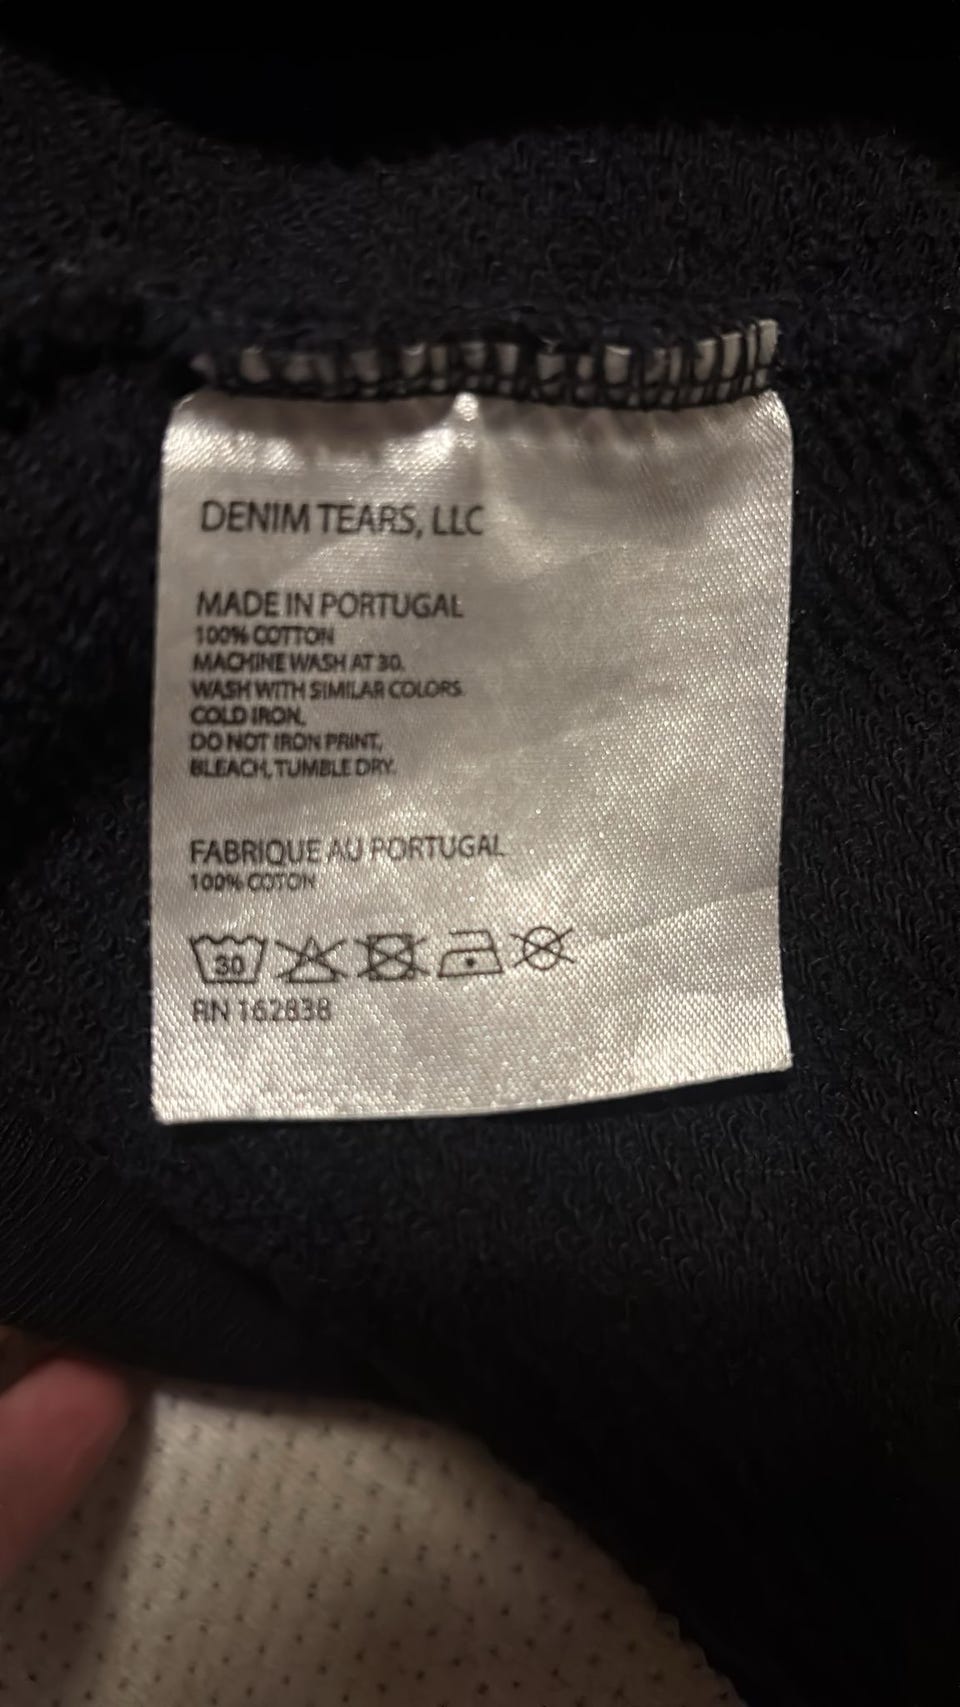 DENIM TEARS, LLC
MADE IN PORTUGAL
100% COTTON
MACHINE WASH AT 30.
WASH WITH SIMILAR COLORS.
COLD IRON,
DO NOT IRON PRINT,
BLEACH, TUMBLE DRY.
FABRIQUE AU PORTUGAL
100% COTON
30
RN 162838